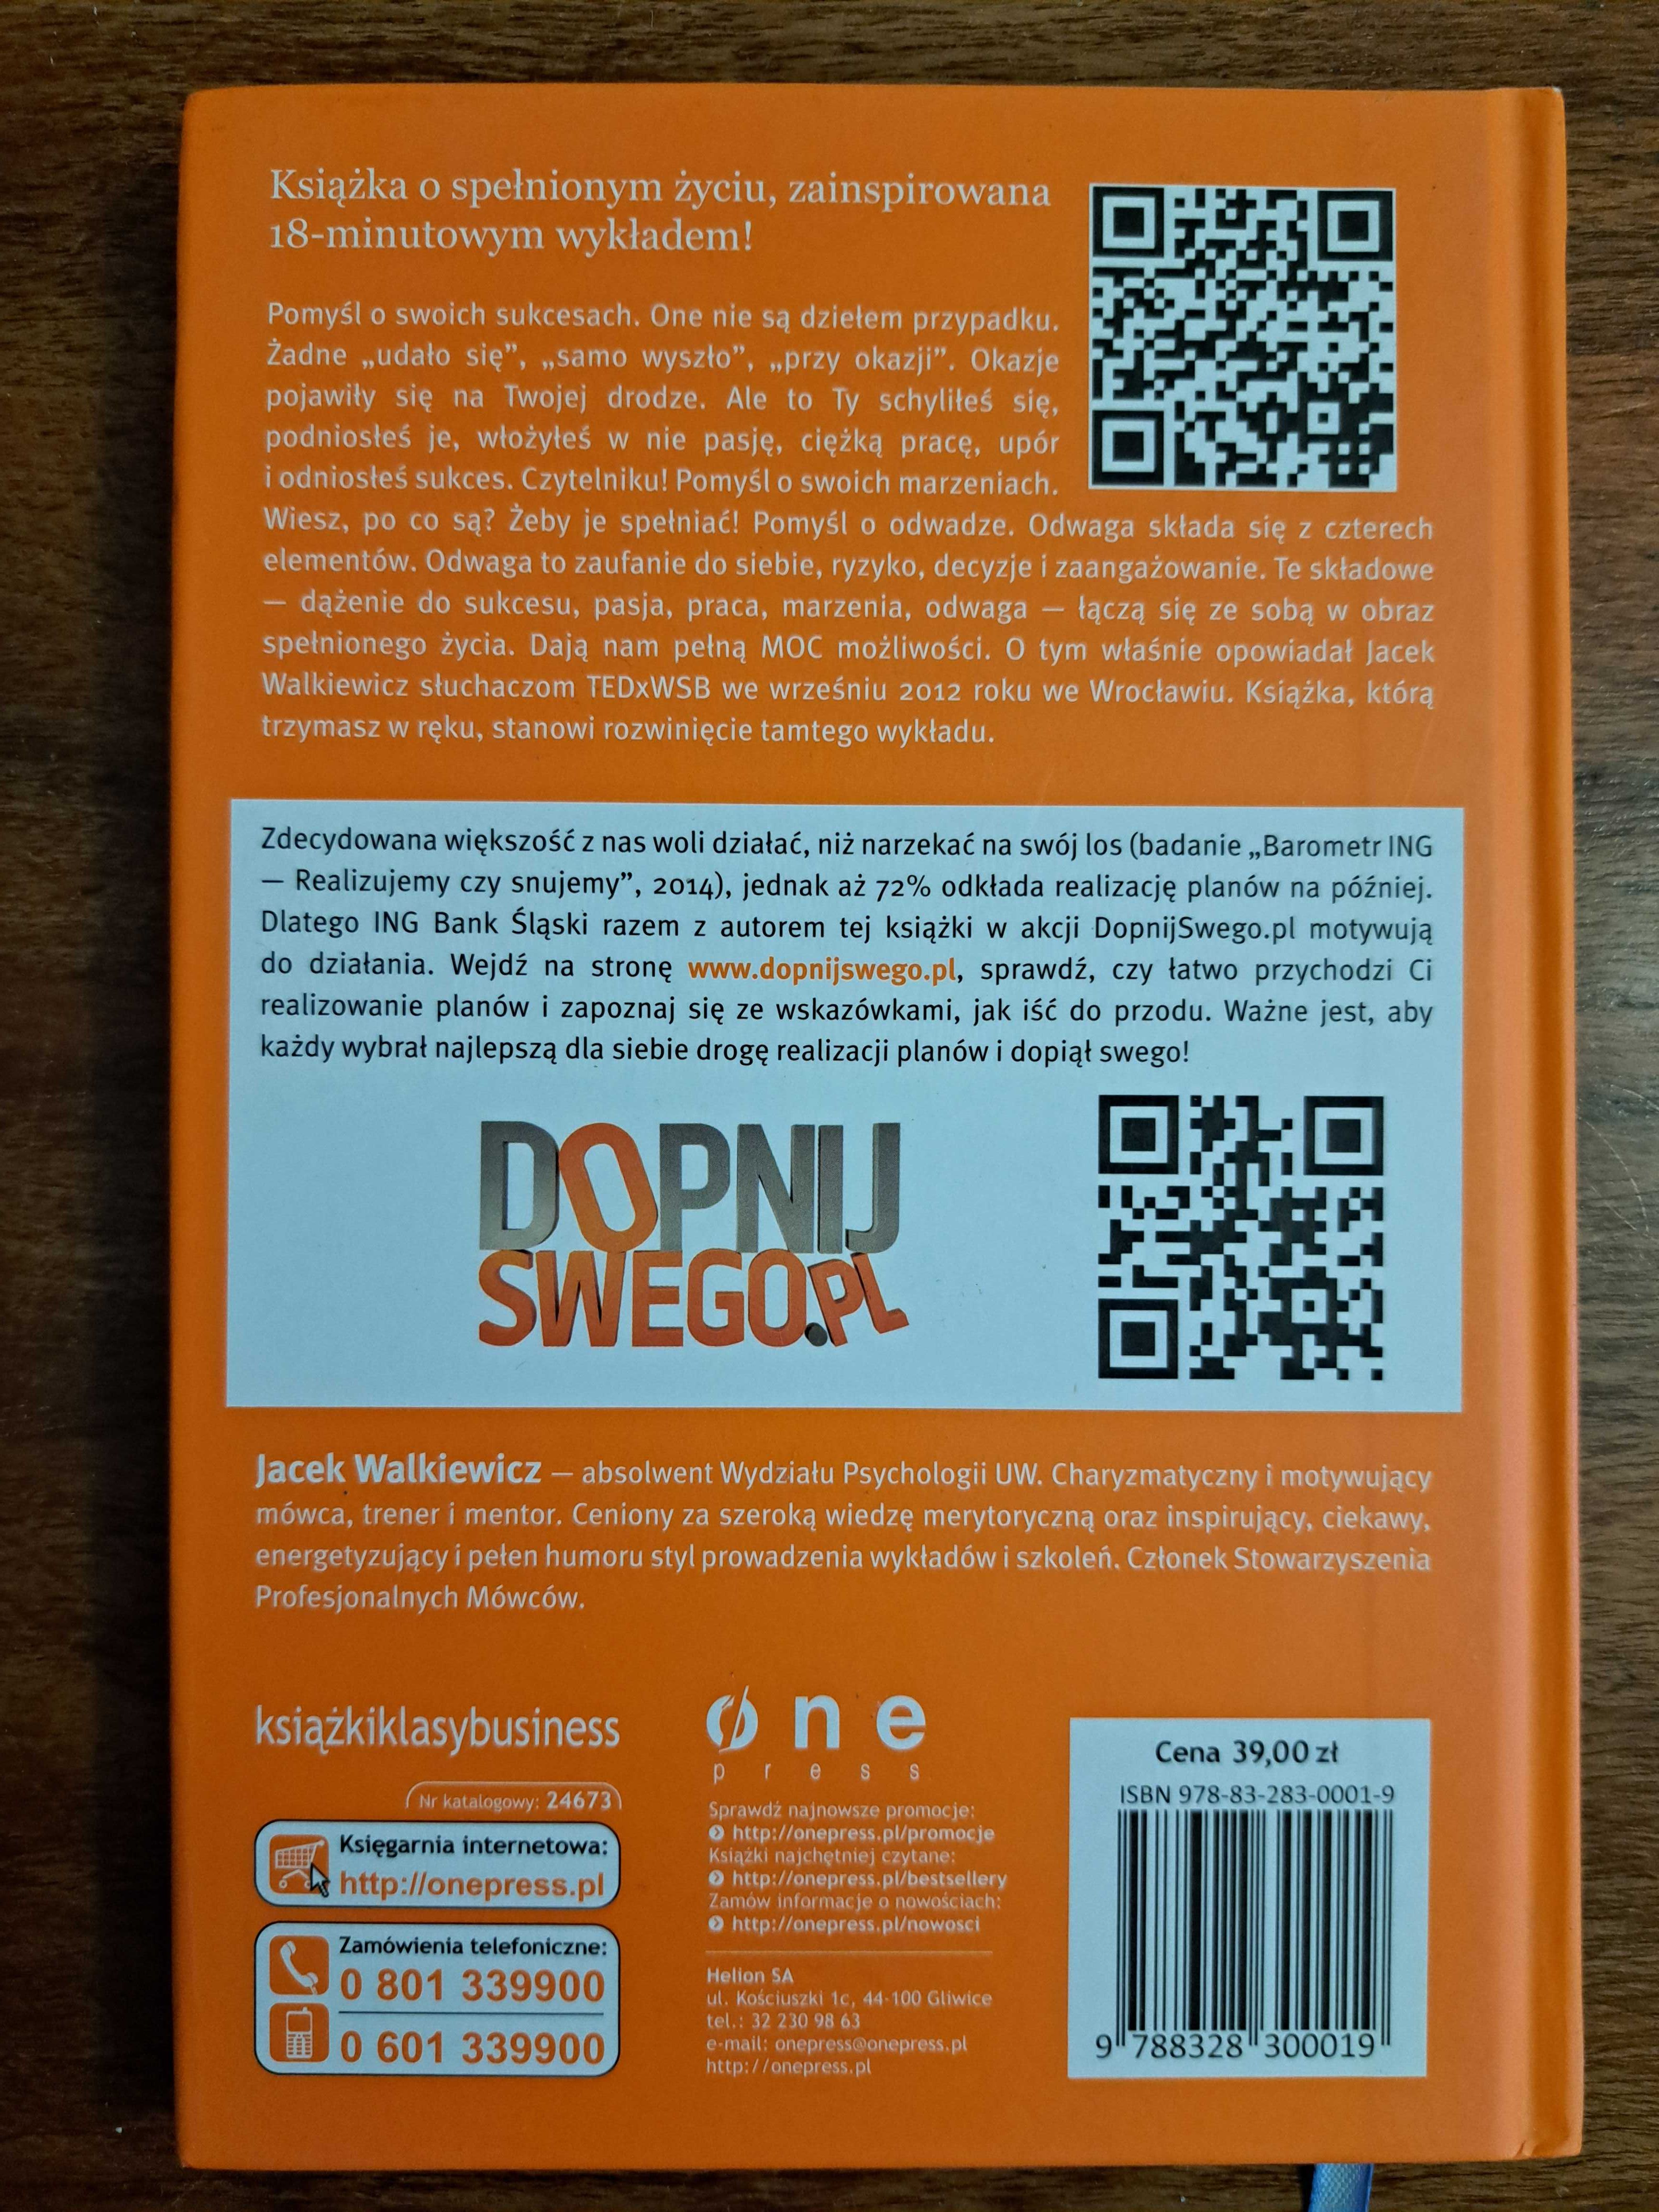 Książka o spełnionym życiu, zainspirowana
18-minutowym wykładem!
Pomyśl o swoich sukcesach. One nie są dziełem przypadku.
Żadne „udało się”, „samo wyszło”, „przy okazji”. Okazje
pojawiły się na Twojej drodze. Ale to Ty schyliłeś się,
podniosłeś je, włożyłeś w nie pasję, ciężką pracę, upór
i odniosłeś sukces. Czytelniku! Pomyśl o swoich marzeniach.
Wiesz, po co są? Żeby je spełniać! Pomyśl o odwadze. Odwaga składa się z czterech
elementów. Odwaga to zaufanie do siebie, ryzyko, decyzje i zaangażowanie. Te składowe
— dążenie do sukcesu, pasja, praca, marzenia, odwaga — łączą się ze sobą w obraz
spełnionego życia. Dają nam pełną MOC możliwości. O tym właśnie opowiadał Jacek
Walkiewicz słuchaczom TEDxWSB we wrześniu 2012 roku we Wrocławiu. Książka, którą
trzymasz w ręku, stanowi rozwinięcie tamtego wykładu.
Zdecydowana większość z nas woli działać, niż narzekać na swój los (badanie „Barometr ING
— Realizujemy czy snujemy”, 2014), jednak aż 72% odkłada realizację planów na później.
Dlatego ING Bank Śląski razem z autorem tej książki w akcji DopnijSwego.pl motywują
do działania. Wejdź na stronę www.dopnijswego.pl, sprawdź, czy łatwo przychodzi Ci
realizowanie planów i zapoznaj się ze wskazówkami, jak iść do przodu. Ważne jest, aby
każdy wybrał najlepszą dla siebie drogę realizacji planów i dopiął swego!
DOPNIJ
SWEGO.PL
Jacek Walkiewicz — absolwent Wydziału Psychologii UW. Charyzmatyczny i motywujący
mówca, trener i mentor. Ceniony za szeroką wiedzę merytoryczną oraz inspirujący, ciekawy,
energetyzujący i pełen humoru styl prowadzenia wykładów i szkoleń. Członek Stowarzyszenia
Profesjonalnych Mówców.
książkiklasybusiness
Nr katalogowy: 24673
Księgarnia internetowa:
http://onepress.pl
Zamówienia telefoniczne:
0 801 339900
0 601 339900
one
press
Sprawdź najnowsze promocje:
http://onepress.pl/promocje
Książki najchętniej czytane:
http://onepress.pl/bestsellery
Zamów informacje o nowościach:
http://onepress.pl/nowosci
Helion SA
ul. Kościuszki 1c, 44-100 Gliwice
tel.: 32 230 98 63
e-mail: onepress@onepress.pl
http://onepress.pl
Cena 39,00 zł
ISBN 978-83-283-0001-9
9 788328 300019